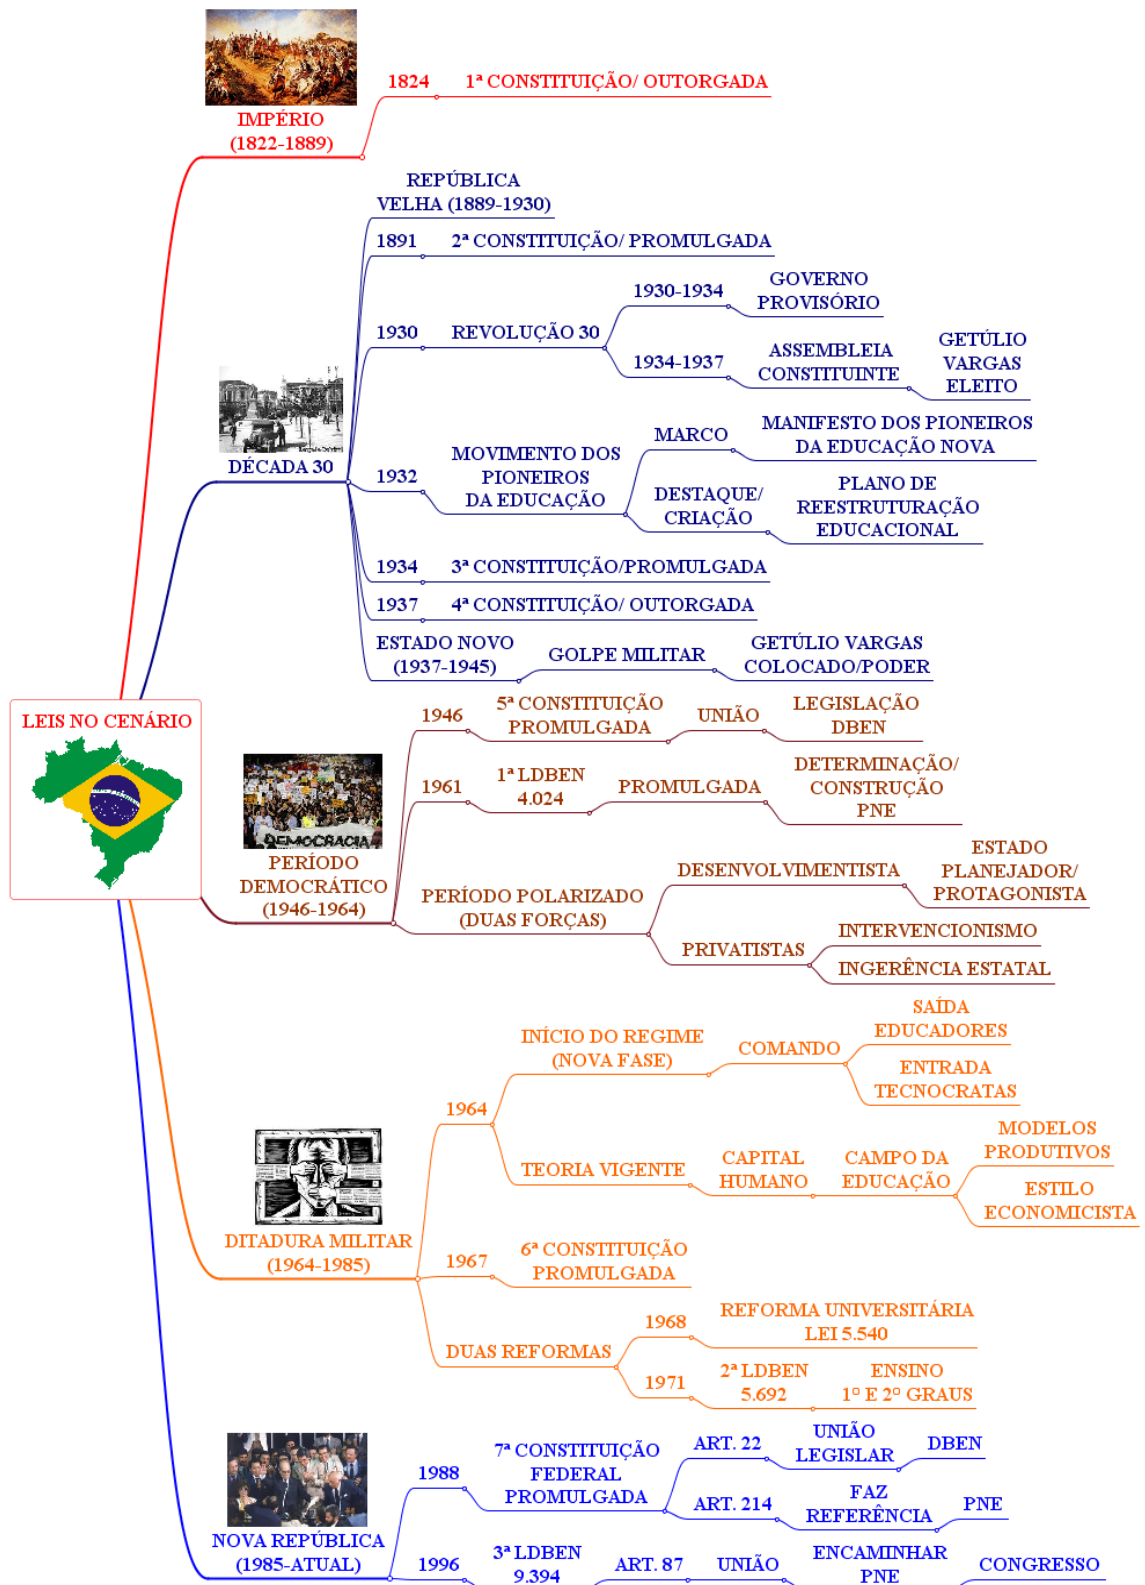 LEIS NO CENÁRIO
IMPÉRIO
(1822-1889)
1824
1ª CONSTITUIÇÃO/ OUTORGADA
DÉCADA 30
REPÚBLICA
VELHA (1889-1930)
1891
2ª CONSTITUIÇÃO/ PROMULGADA
1930
REVOLUÇÃO 30
1930-1934
GOVERNO
PROVISÓRIO
1934-1937
ASSEMBLEIA
CONSTITUINTE
GETÚLIO
VARGAS
ELEITO
1932
MOVIMENTO DOS
PIONEIROS
DA EDUCAÇÃO
MARCO
MANIFESTO DOS PIONEIROS
DA EDUCAÇÃO NOVA
DESTAQUE/
CRIAÇÃO
PLANO DE
REESTRUTURAÇÃO
EDUCACIONAL
1934
3ª CONSTITUIÇÃO/PROMULGADA
1937
4ª CONSTITUIÇÃO/ OUTORGADA
ESTADO NOVO
(1937-1945)
GOLPE MILITAR
GETÚLIO VARGAS
COLOCADO/PODER
DEMOCRACIA
PERÍODO
DEMOCRÁTICO
(1946-1964)
1946
5ª CONSTITUIÇÃO
PROMULGADA
UNIÃO
LEGISLAÇÃO
DBEN
1961
1ª LDBEN
4.024
PROMULGADA
DETERMINAÇÃO/
CONSTRUÇÃO
PNE
PERÍODO POLARIZADO
(DUAS FORÇAS)
DESENVOLVIMENTISTA
ESTADO
PLANEJADOR/
PROTAGONISTA
PRIVATISTAS
INTERVENCIONISMO
INGERÊNCIA ESTATAL
DITADURA MILITAR
(1964-1985)
1964
INÍCIO DO REGIME
(NOVA FASE)
COMANDO
SAÍDA
EDUCADORES
ENTRADA
TECNOCRATAS
TEORIA VIGENTE
CAPITAL
HUMANO
CAMPO DA
EDUCAÇÃO
MODELOS
PRODUTIVOS
ESTILO
ECONOMICISTA
1967
6ª CONSTITUIÇÃO
PROMULGADA
DUAS REFORMAS
1968
REFORMA UNIVERSITÁRIA
LEI 5.540
1971
2ª LDBEN
5.692
ENSINO
1º E 2º GRAUS
NOVA REPÚBLICA
(1985-ATUAL)
1988
7ª CONSTITUIÇÃO
FEDERAL
PROMULGADA
ART. 22
UNIÃO
LEGISLAR
DBEN
ART. 214
FAZ
REFERÊNCIA
PNE
1996
3ª LDBEN
9.394
ART. 87
UNIÃO
ENCAMINHAR
PNE
CONGRESSO